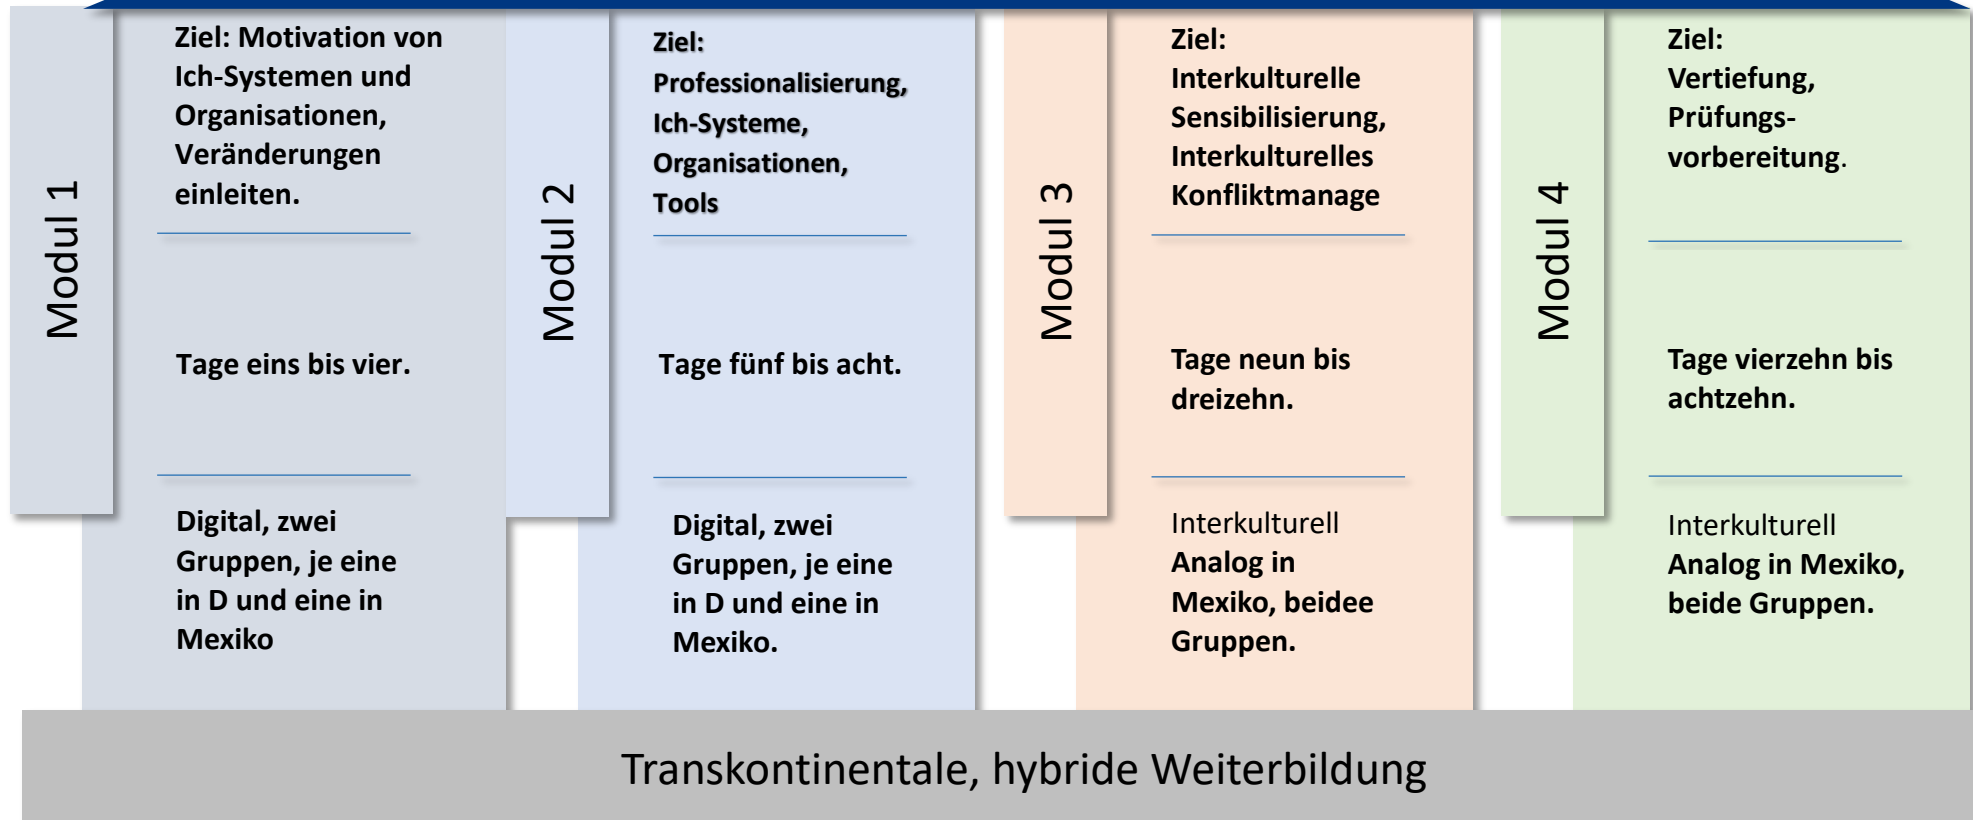 Modul 1
Ziel: Motivation von
Ich-Systemen und
Organisationen,
Veränderungen
einleiten.
Tage eins bis vier.
Digital, zwei
Gruppen, je eine
in D und eine in
Mexiko
Modul 2
Ziel:
Professionalisierung,
Ich-Systeme,
Organisationen,
Tools
Tage fünf bis acht.
Digital, zwei
Gruppen, je eine
in D und eine in
Mexiko.
Modul 3
Ziel:
Interkulturelle
Sensibilisierung,
Interkulturelles
Konfliktmanage
Tage neun bis
dreizehn.
Interkulturell
Analog in
Mexiko, beidee
Gruppen.
Modul 4
Ziel:
Vertiefung,
Prüfungs-
vorbereitung.
Tage vierzehn bis
achtzehn.
Interkulturell
Analog in Mexiko,
beide Gruppen.
Transkontinentale, hybride Weiterbildung